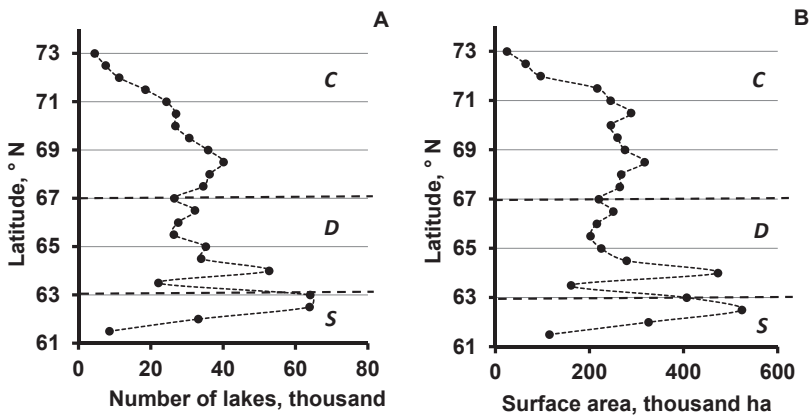 A
73
71
69
67
65
63
61
Latitude, ° N
C
D
S
0 20 40 60 80
Number of lakes, thousand
B
73
71
69
67
65
63
61
Latitude, ° N
C
D
S
0 200 400 600
Surface area, thousand ha